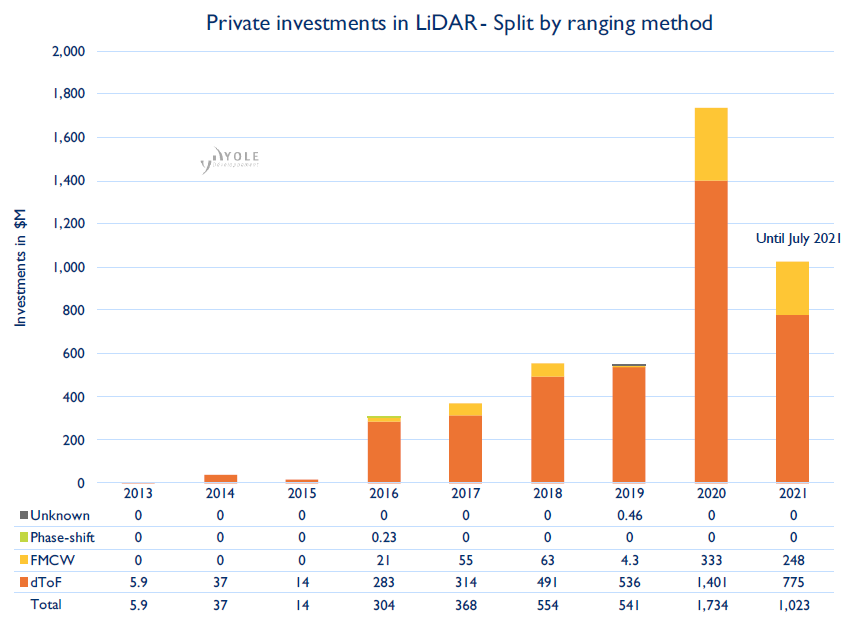 Private investments in LiDAR- Split by ranging method
2,000
1,800
1,600
YOLE
Développement
1,400
1,200
Until July 2021
1,000
800
600
400
200
0
Investments in $M
2013 2014 2015 2016 2017 2018 2019 2020 2021
Unknown 0 0 0 0 0 0 0.46 0 0
Phase-shift 0 0 0 0.23 0 0 0 0 0
FMCW 0 0 0 21 55 63 4.3 333 248
dToF 5.9 37 14 283 314 491 536 1,401 775
Total 5.9 37 14 304 368 554 541 1,734 1,023